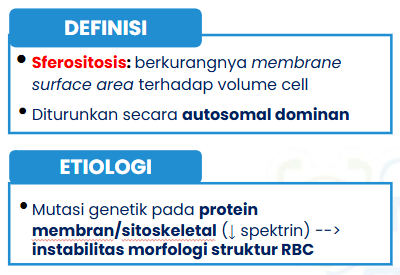 DEFINISI
• Sferositosis: berkurangnya membrane
surface area terhadap volume cell
• Diturunkan secara autosomal dominan
ETIOLOGI
• Mutasi genetik pada protein
membran/sitoskeletal (↓ spektrin) -->
instabilitas morfologi struktur RBC